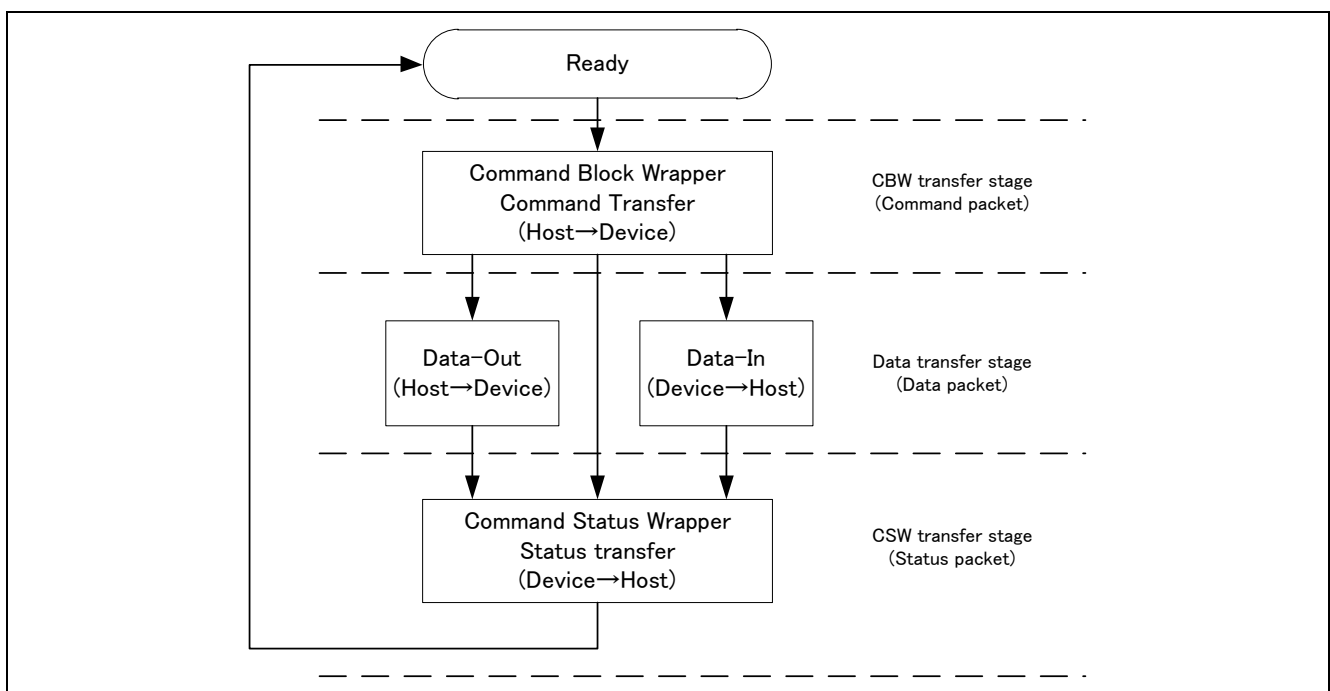 Ready
Command Block Wrapper
Command Transfer
(Host→Device)
CBW transfer stage
(Command packet)
Data-Out
(Host→Device)
Data-In
(Device→Host)
Data transfer stage
(Data packet)
Command Status Wrapper
Status transfer
(Device→Host)
CSW transfer stage
(Status packet)